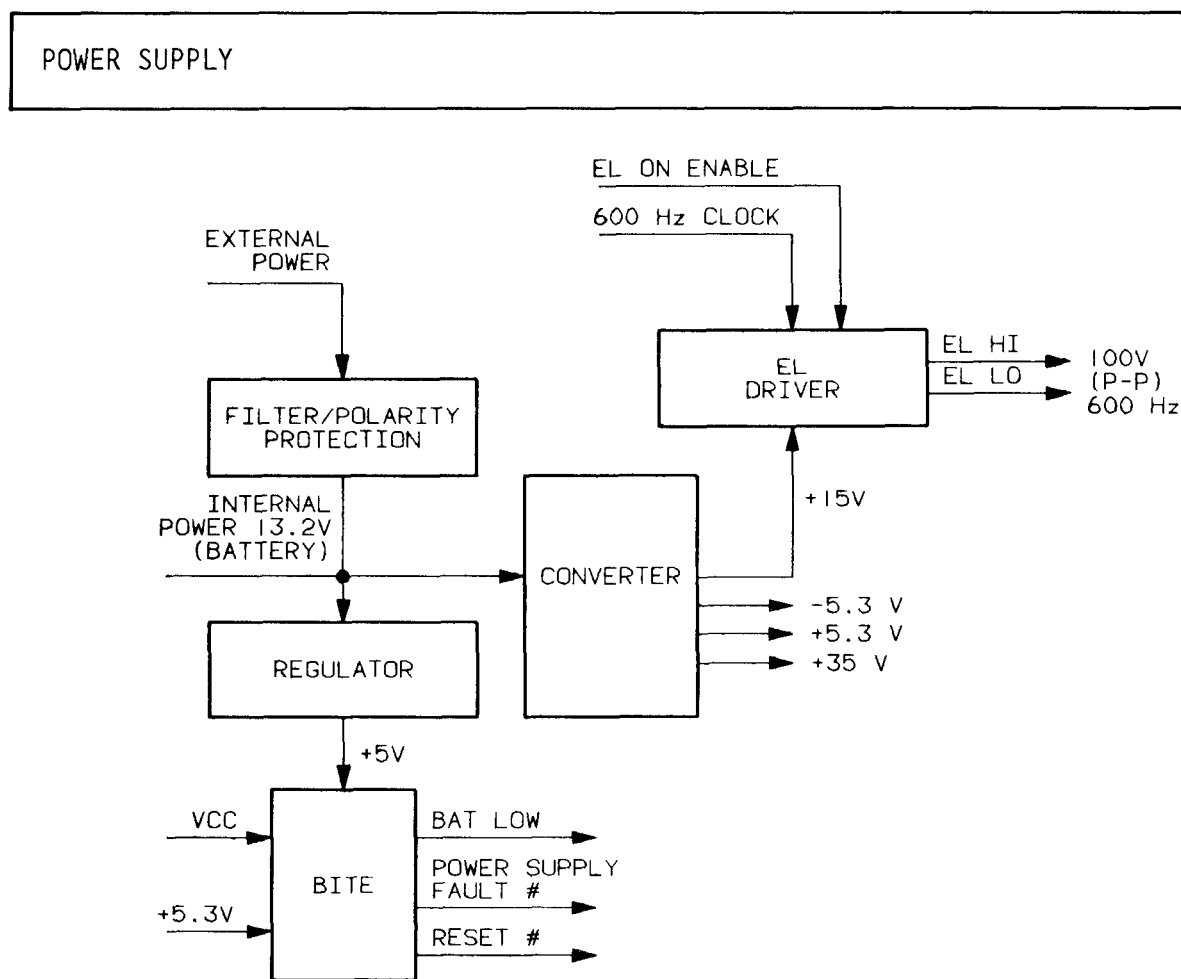 POWER SUPPLY
EL ON ENABLE
600 Hz CLOCK
EXTERNAL
POWER
EL
DRIVER
EL HI
EL LO
100V
(P-P)
600 Hz
FILTER/POLARITY
PROTECTION
INTERNAL
POWER 13.2V
(BATTERY)
+15V
CONVERTER
-5.3 V
+5.3 V
+35 V
REGULATOR
+5V
VCC
+5.3V
BITE
BAT LOW
POWER SUPPLY
FAULT #
RESET #